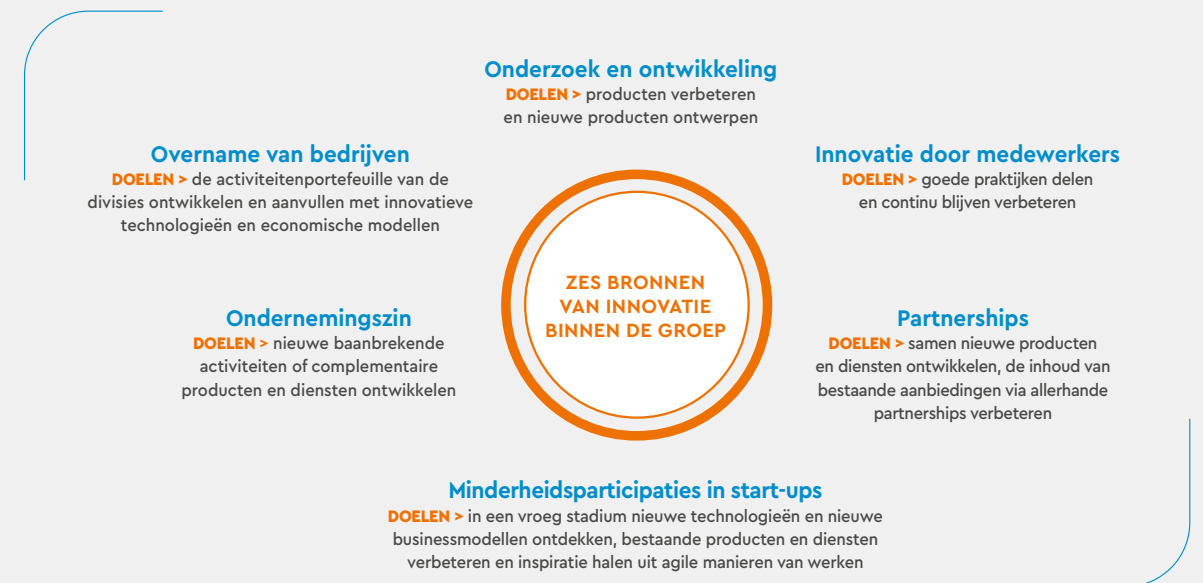 Onderzoek en ontwikkeling
DOELEN > producten verbeteren
en nieuwe producten ontwerpen
Overname van bedrijven
DOELEN > de activiteitenportefeuille van de
divisies ontwikkelen en aanvullen met innovatieve
technologieën en economische modellen
Innovatie door medewerkers
DOELEN > goede praktijken delen
en continu blijven verbeteren
ZES BRONNEN
VAN INNOVATIE
BINNEN DE GROEP
Ondernemingszin
DOELEN > nieuwe baanbrekende
activiteiten of complementaire
producten en diensten ontwikkelen
Partnerships
DOELEN > samen nieuwe producten
en diensten ontwikkelen, de inhoud van
bestaande aanbiedingen via allerhande
partnerships verbeteren
Minderheidsparticipaties in start-ups
DOELEN > in een vroeg stadium nieuwe technologieën en nieuwe
businessmodellen ontdekken, bestaande producten en diensten
verbeteren en inspiratie halen uit agile manieren van werken